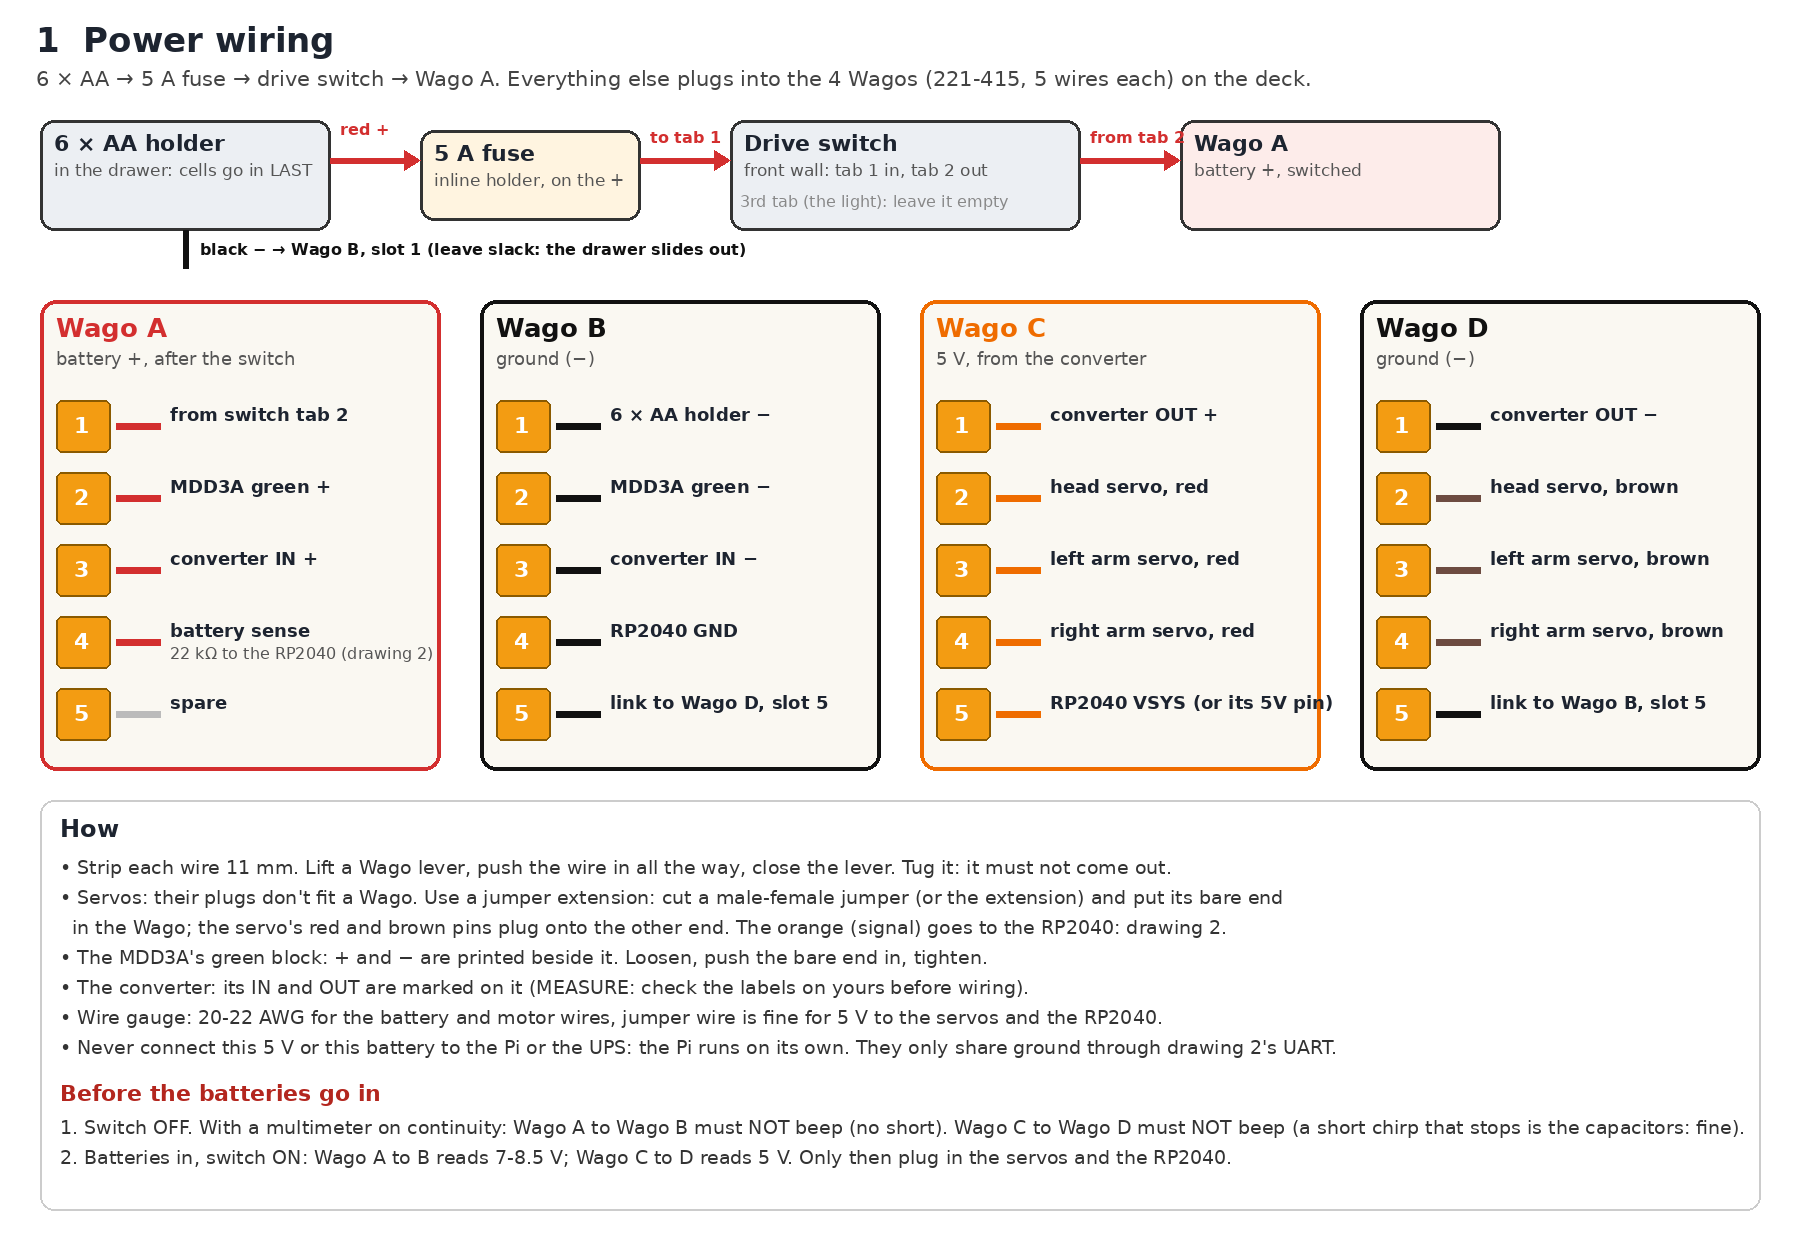 1 Power wiring
6 × AA → 5 A fuse → drive switch → Wago A. Everything else plugs into the 4 Wagos (221-415, 5 wires each) on the deck.
6 × AA holder
in the drawer: cells go in LAST
red +
5 A fuse
inline holder, on the +
to tab 1
Drive switch
front wall: tab 1 in, tab 2 out
3rd tab (the light): leave it empty
from tab 2
Wago A
battery +, switched
black − → Wago B, slot 1 (leave slack: the drawer slides out)
Wago A
battery +, after the switch
1 from switch tab 2
2 MDD3A green +
3 converter IN +
4 battery sense
22 kΩ to the RP2040 (drawing 2)
5 spare
Wago B
ground (−)
1 6 × AA holder −
2 MDD3A green −
3 converter IN −
4 RP2040 GND
5 link to Wago D, slot 5
Wago C
5 V, from the converter
1 converter OUT +
2 head servo, red
3 left arm servo, red
4 right arm servo, red
5 RP2040 VSYS (or its 5V pin)
Wago D
ground (−)
1 converter OUT −
2 head servo, brown
3 left arm servo, brown
4 right arm servo, brown
5 link to Wago B, slot 5
How
• Strip each wire 11 mm. Lift a Wago lever, push the wire in all the way, close the lever. Tug it: it must not come out.
• Servos: their plugs don't fit a Wago. Use a jumper extension: cut a male-female jumper (or the extension) and put its bare end
in the Wago; the servo's red and brown pins plug onto the other end. The orange (signal) goes to the RP2040: drawing 2.
• The MDD3A's green block: + and − are printed beside it. Loosen, push the bare end in, tighten.
• The converter: its IN and OUT are marked on it (MEASURE: check the labels on yours before wiring).
• Wire gauge: 20-22 AWG for the battery and motor wires, jumper wire is fine for 5 V to the servos and the RP2040.
• Never connect this 5 V or this battery to the Pi or the UPS: the Pi runs on its own. They only share ground through drawing 2's UART.
Before the batteries go in
1. Switch OFF. With a multimeter on continuity: Wago A to Wago B must NOT beep (no short). Wago C to Wago D must NOT beep (a short chirp that stops is the capacitors: fine).
2. Batteries in, switch ON: Wago A to B reads 7-8.5 V; Wago C to D reads 5 V. Only then plug in the servos and the RP2040.